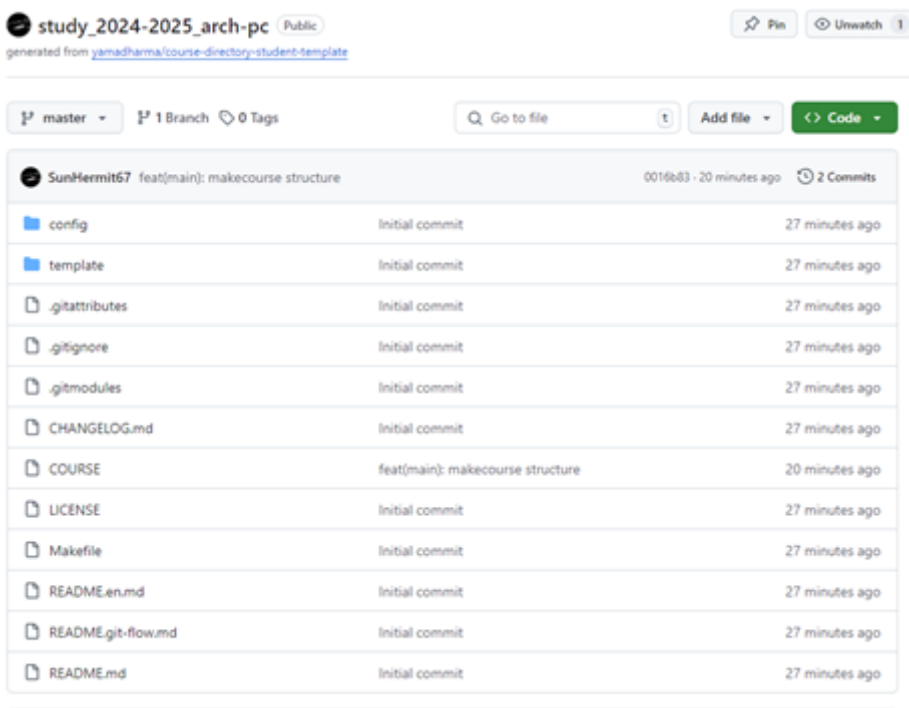 study_2024-2025_arch-pc Public Pin Unwatch 1
generated from yamadharma/course-directory-student-template
master 1 Branch 0 Tags Go to file t Add file Code
SunHermit67 feat(main): makecourse structure 0016b83 · 20 minutes ago 2 Commits
config Initial commit 27 minutes ago
template Initial commit 27 minutes ago
.gitattributes Initial commit 27 minutes ago
.gitignore Initial commit 27 minutes ago
.gitmodules Initial commit 27 minutes ago
CHANGELOG.md Initial commit 27 minutes ago
COURSE feat(main): makecourse structure 20 minutes ago
LICENSE Initial commit 27 minutes ago
Makefile Initial commit 27 minutes ago
README.en.md Initial commit 27 minutes ago
README.git-flow.md Initial commit 27 minutes ago
README.md Initial commit 27 minutes ago